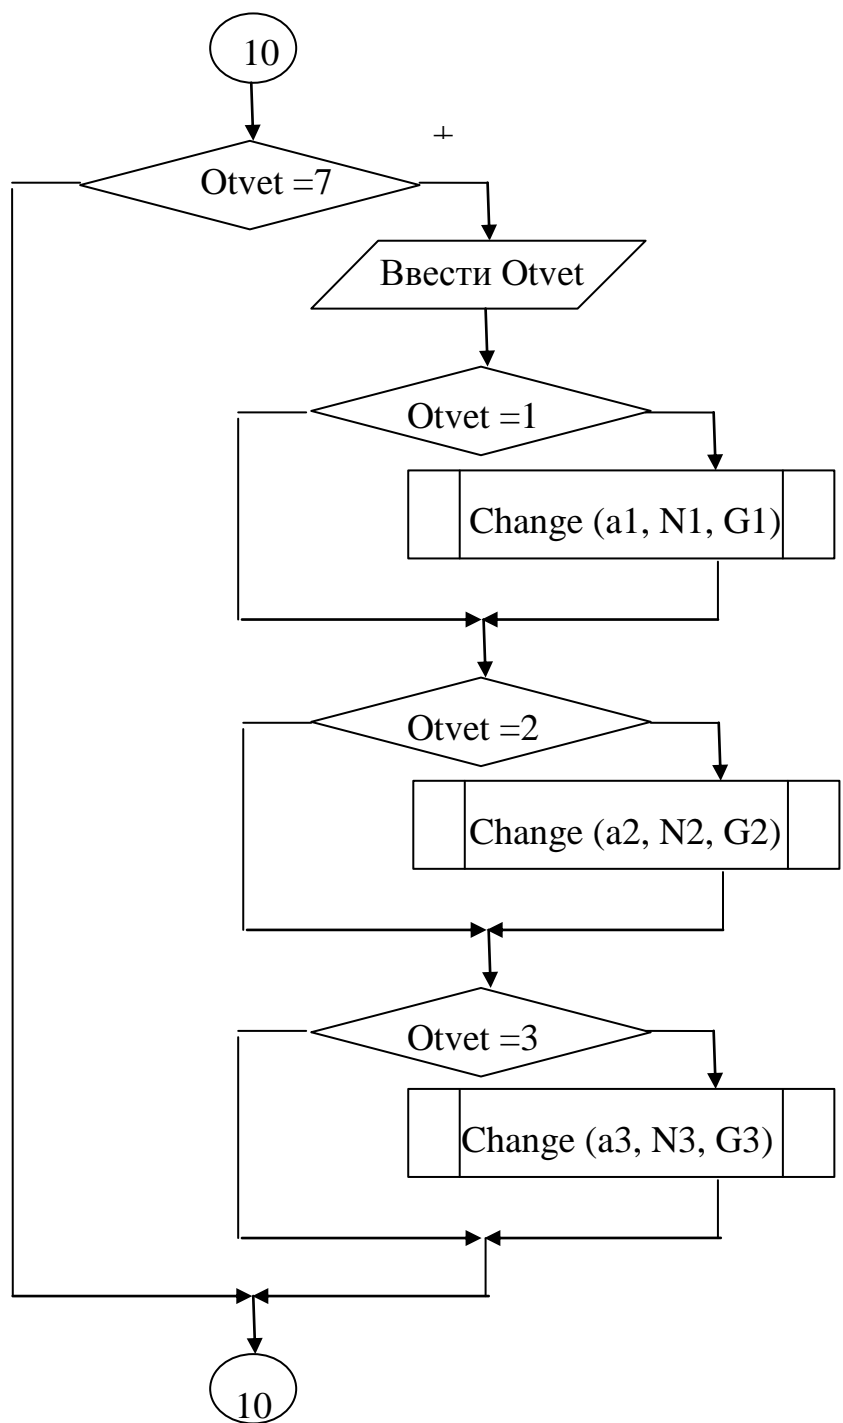 10
+
Otvet =7
Ввести Otvet
Otvet =1
Change (a1, N1, G1)
Otvet =2
Change (a2, N2, G2)
Otvet =3
Change (a3, N3, G3)
10